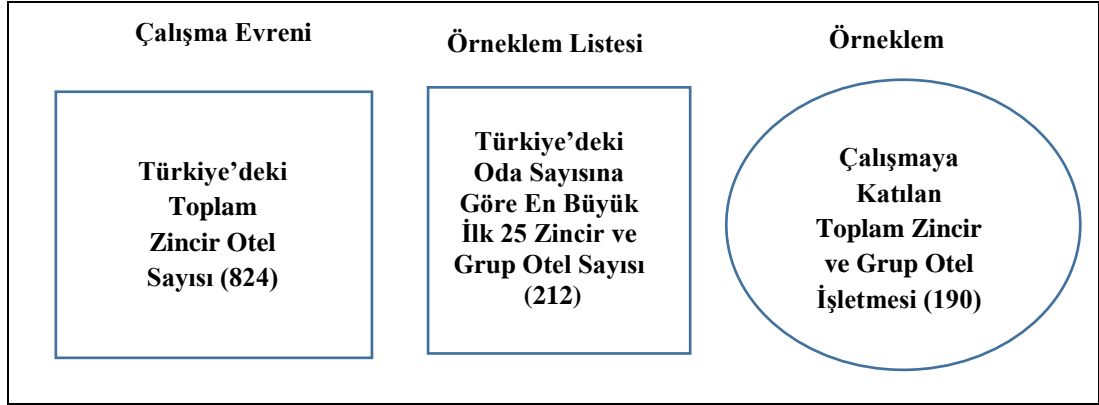 Çalışma Evreni
Türkiye’deki
Toplam
Zincir Otel
Sayısı (824)
Örneklem Listesi
Türkiye’deki
Oda Sayısına
Göre En Büyük
İlk 25 Zincir ve
Grup Otel Sayısı
(212)
Örneklem
Çalışmaya
Katılan
Toplam Zincir
ve Grup Otel
İşletmesi (190)